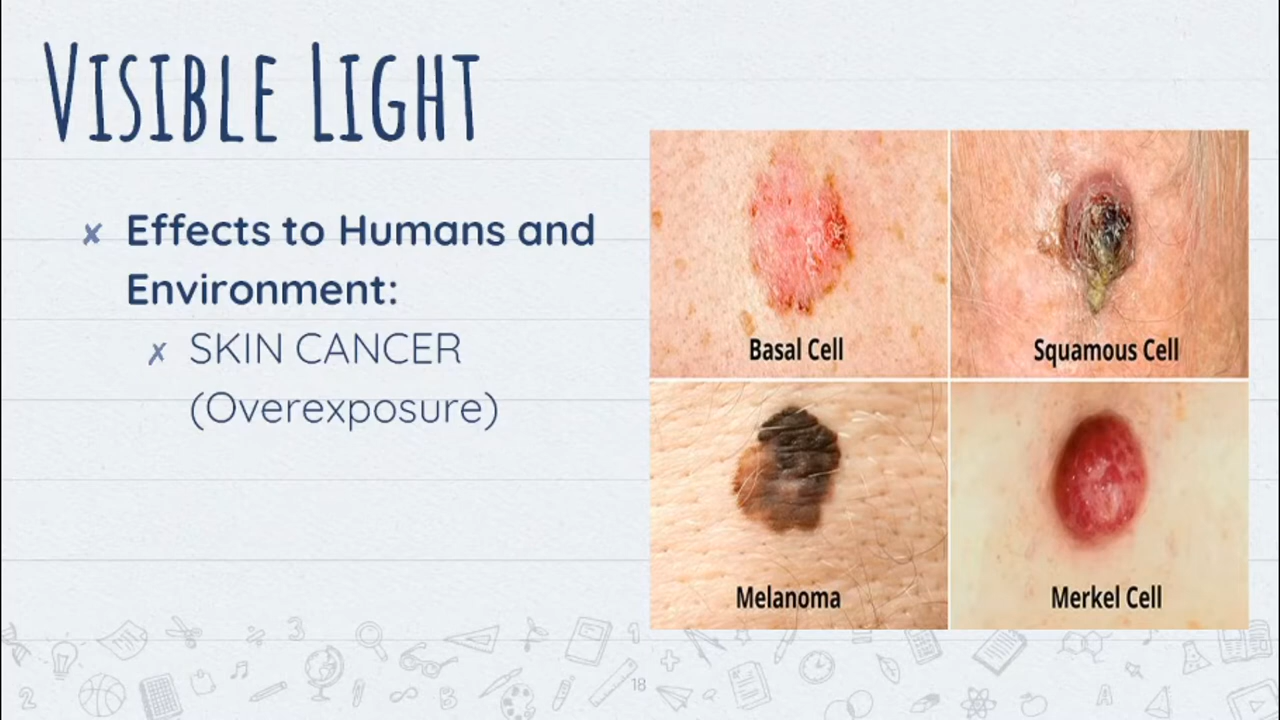 VISIBLE LIGHT
✗ Effects to Humans and
Environment:
✗ SKIN CANCER
(Overexposure)
Basal Cell
Squamous Cell
Melanoma
Merkel Cell
18